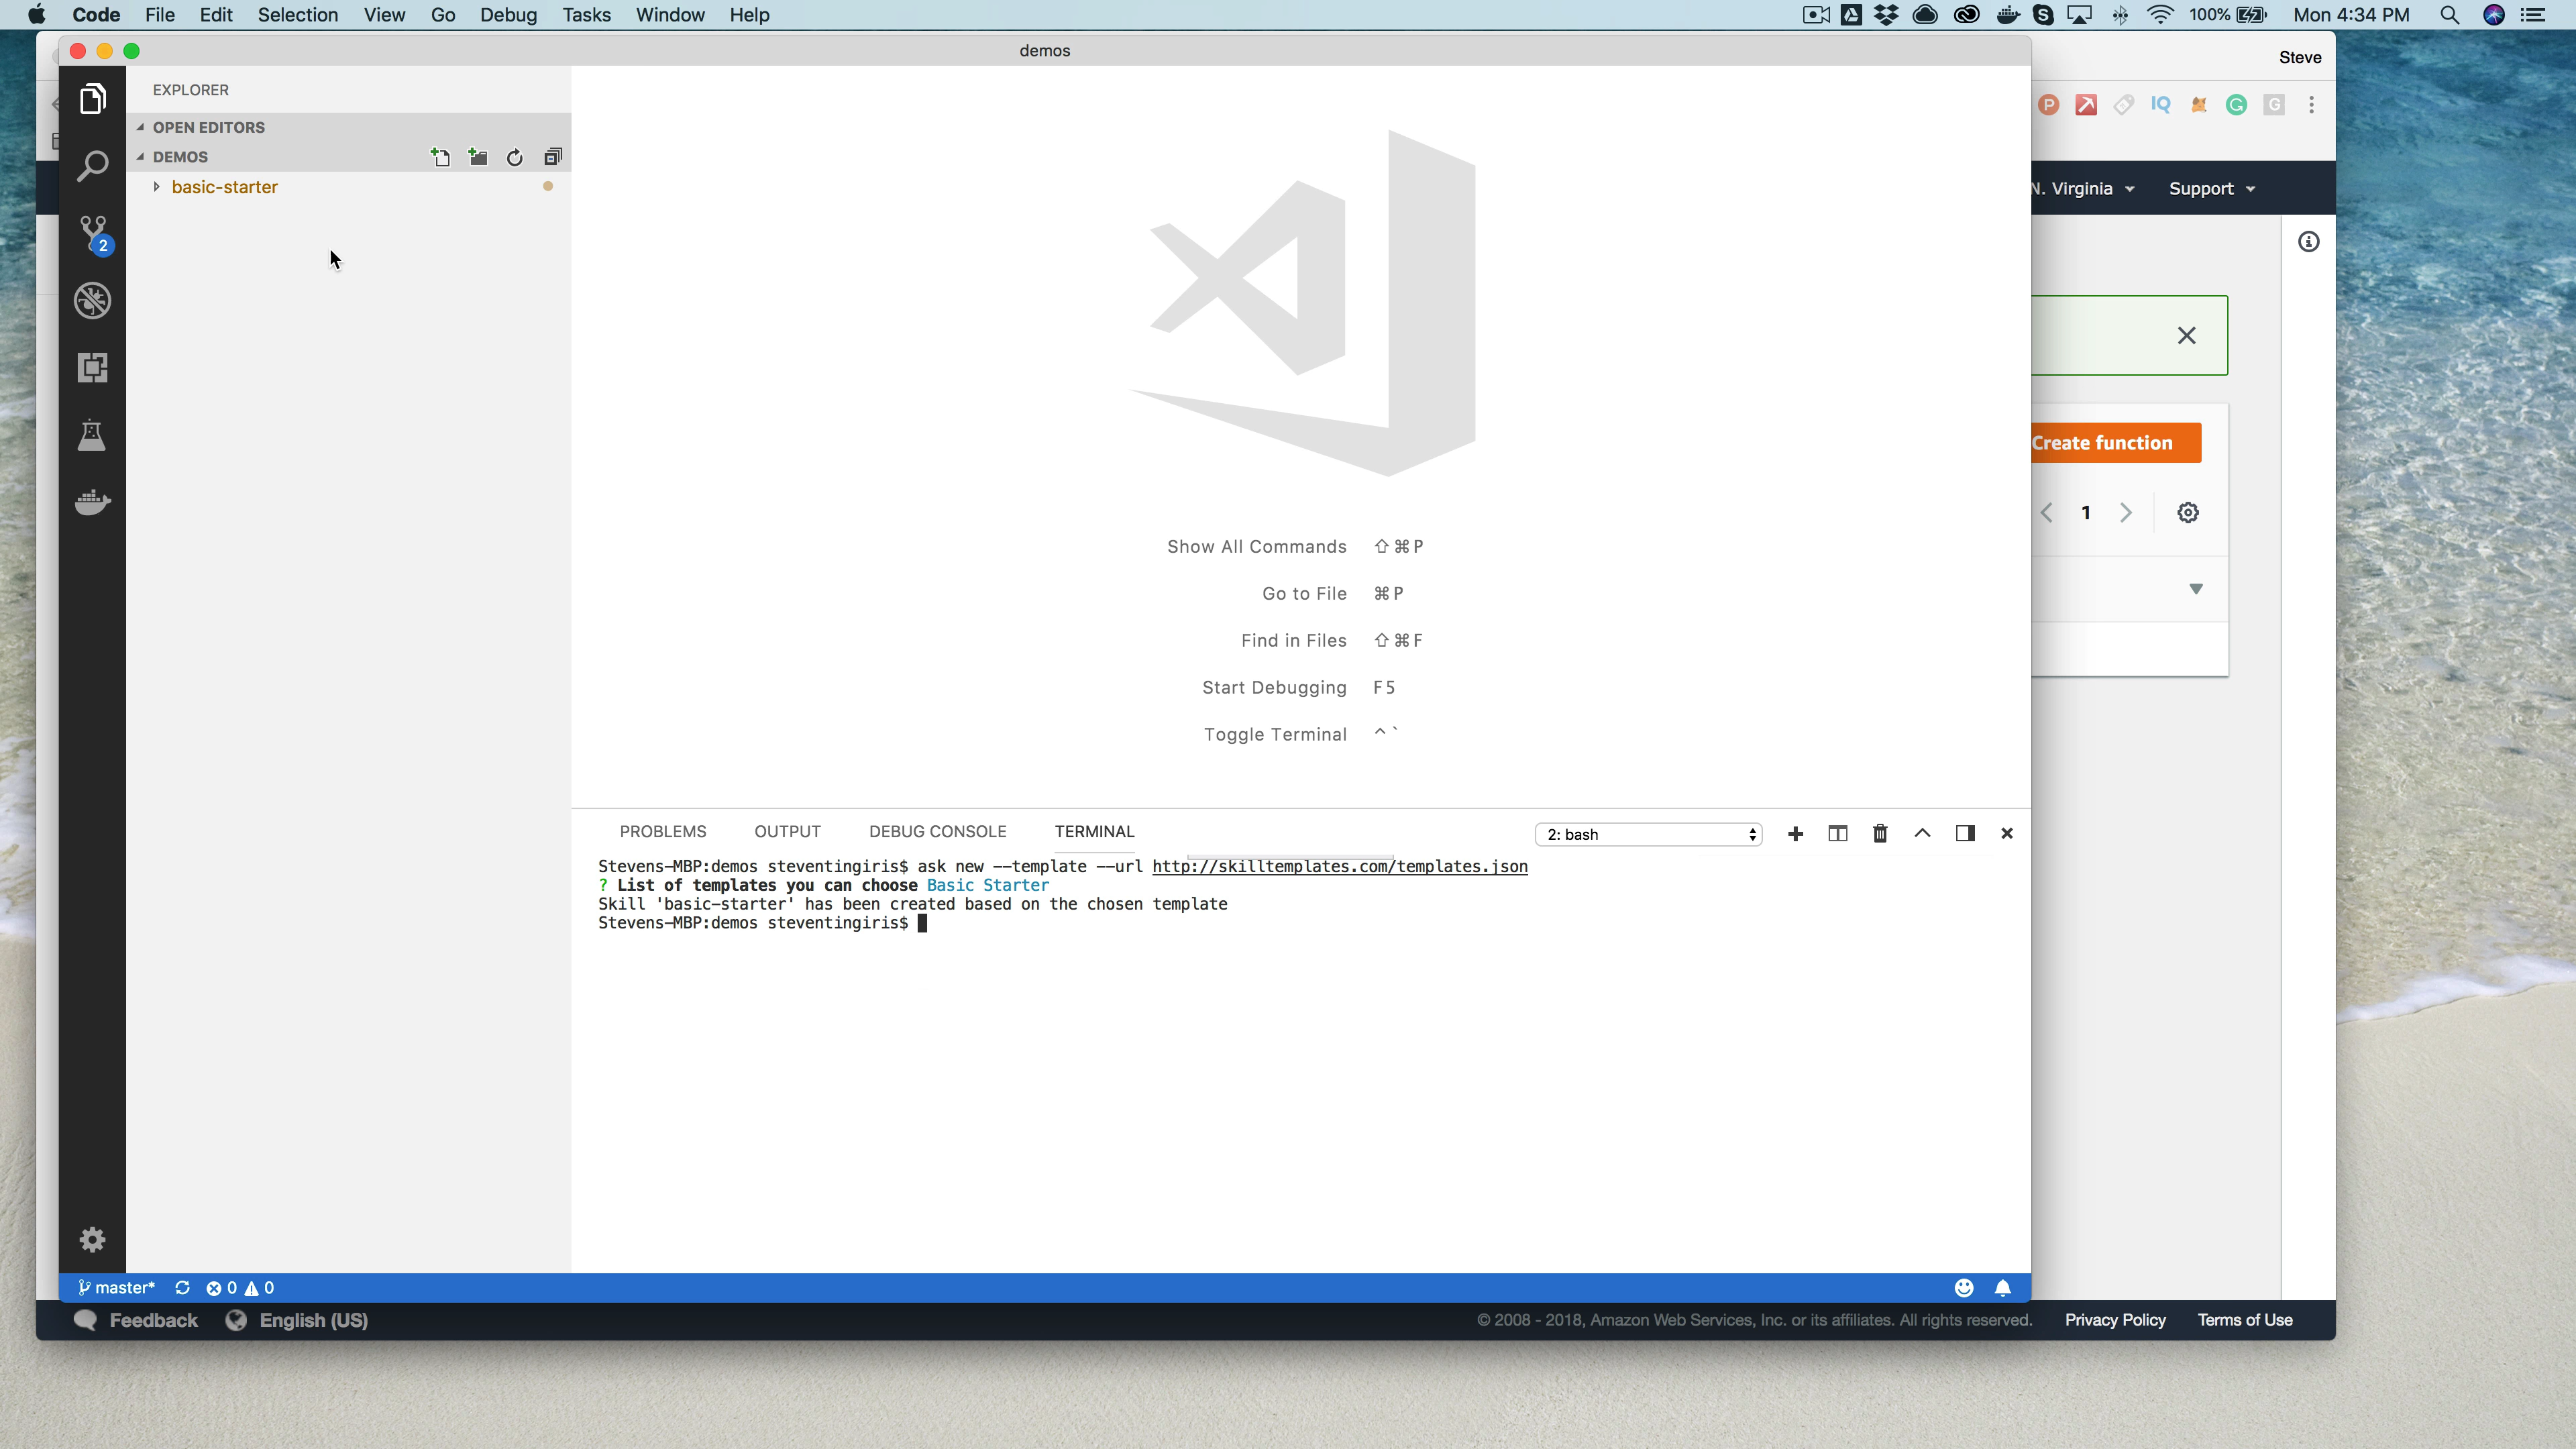 Code File Edit Selection View Go Debug Tasks Window Help 100% Mon 4:34 PM
demos
Steve
EXPLORER
OPEN EDITORS
DEMOS
basic-starter
2
P IQ G G
N. Virginia Support
Create function
1
Show All Commands ⇧⌘P
Go to File ⌘P
Find in Files ⇧⌘F
Start Debugging F5
Toggle Terminal ^`
PROBLEMS OUTPUT DEBUG CONSOLE TERMINAL 2: bash
Stevens-MBP:demos steventingiris$ ask new --template --url http://skilltemplates.com/templates.json
? List of templates you can choose Basic Starter
Skill 'basic-starter' has been created based on the chosen template
Stevens-MBP:demos steventingiris$
master* 0 0
Feedback English (US) © 2008 - 2018, Amazon Web Services, Inc. or its affiliates. All rights reserved. Privacy Policy Terms of Use